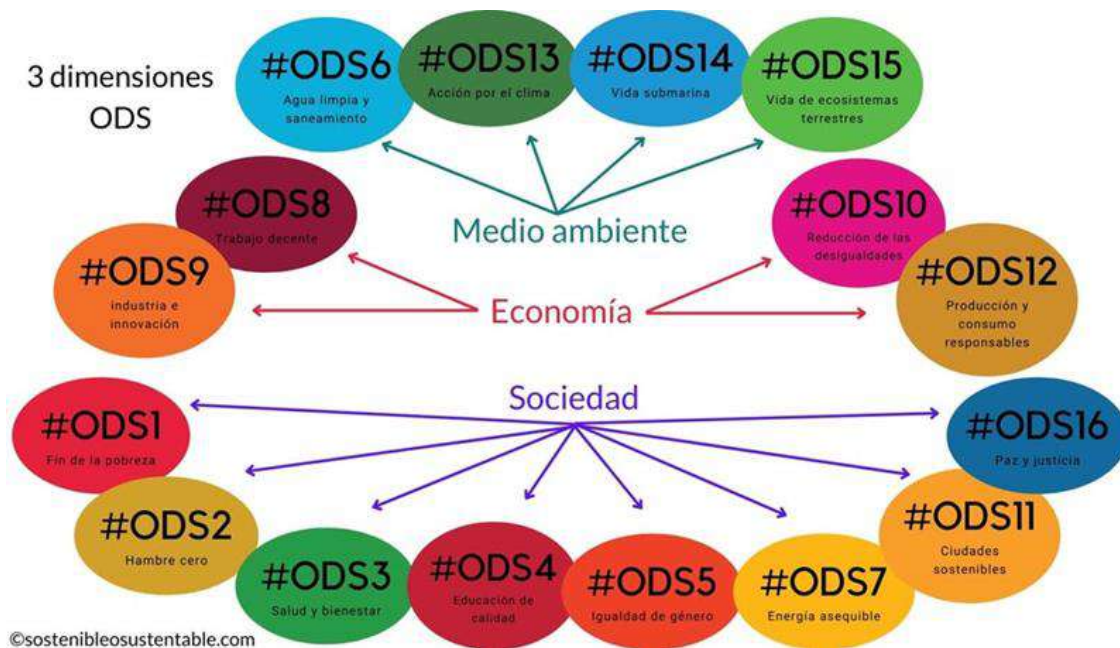 3 dimensiones
ODS
#ODS6
Agua limpia y
saneamiento
#ODS13
Acción por el clima
#ODS14
Vida submarina
#ODS15
Vida de ecosistemas
terrestres
Medio ambiente
#ODS8
Trabajo decente
#ODS9
Industria e
innovación
#ODS10
Reducción de las
desigualdades
#ODS12
Producción y
consumo
responsables
Economía
Sociedad
#ODS1
Fin de la pobreza
#ODS2
Hambre cero
#ODS3
Salud y bienestar
#ODS4
Educación de
calidad
#ODS5
Igualdad de género
#ODS7
Energía asequible
#ODS11
Ciudades
sostenibles
#ODS16
Paz y justicia
©sostenibleosustentable.com